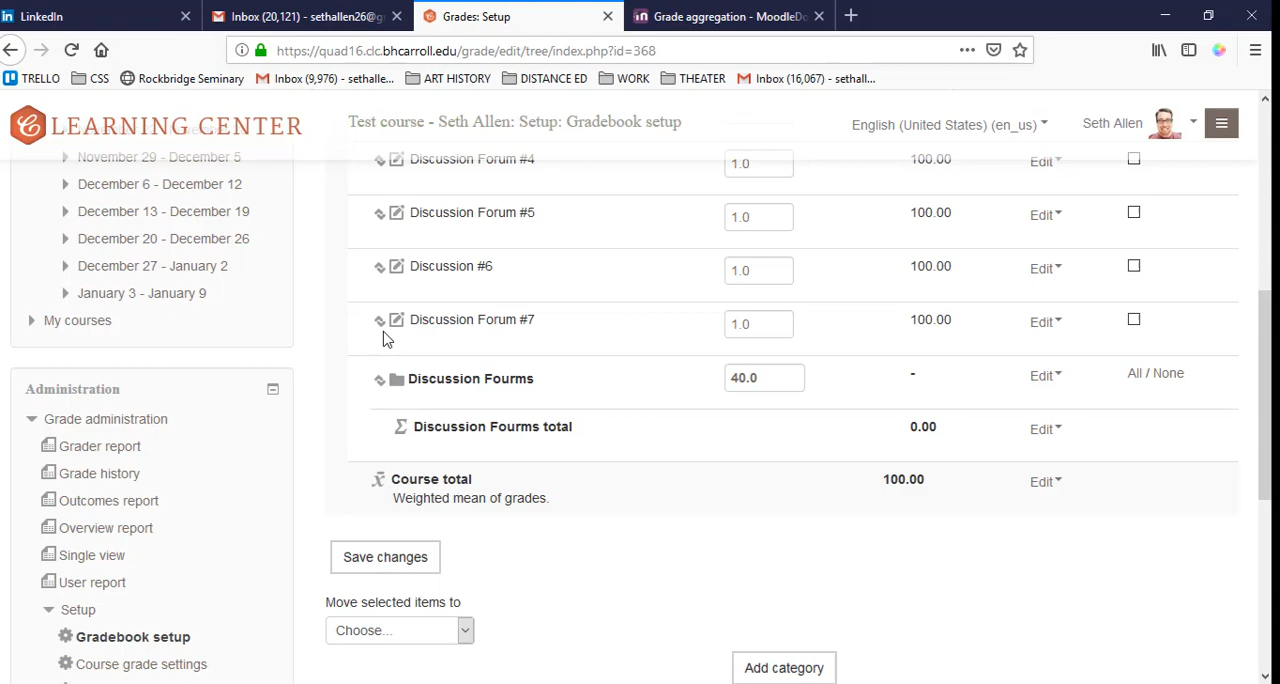 LinkedIn
Inbox (20,121) - sethallen26@g
Grades: Setup
Grade aggregation - MoodleDo
https://quad16.clc.bhcarroll.edu/grade/edit/tree/index.php?id=368
TRELLO
CSS
Rockbridge Seminary
Inbox (9,976) - sethalle...
ART HISTORY
DISTANCE ED
WORK
THEATER
Inbox (16,067) - sethall...
LEARNING CENTER
Test course - Seth Allen: Setup: Gradebook setup
English (United States) (en_us)
Seth Allen
November 29 - December 5
December 6 - December 12
December 13 - December 19
December 20 - December 26
December 27 - January 2
January 3 - January 9
My courses
Administration
Grade administration
Grader report
Grade history
Outcomes report
Overview report
Single view
User report
Setup
Gradebook setup
Course grade settings
Discussion Forum #4 1.0 100.00 Edit
Discussion Forum #5 1.0 100.00 Edit
Discussion #6 1.0 100.00 Edit
Discussion Forum #7 1.0 100.00 Edit
Discussion Fourms 40.0 - Edit All / None
Discussion Fourms total 0.00 Edit
Course total 100.00 Edit
Weighted mean of grades.
Save changes
Move selected items to
Choose...
Add category